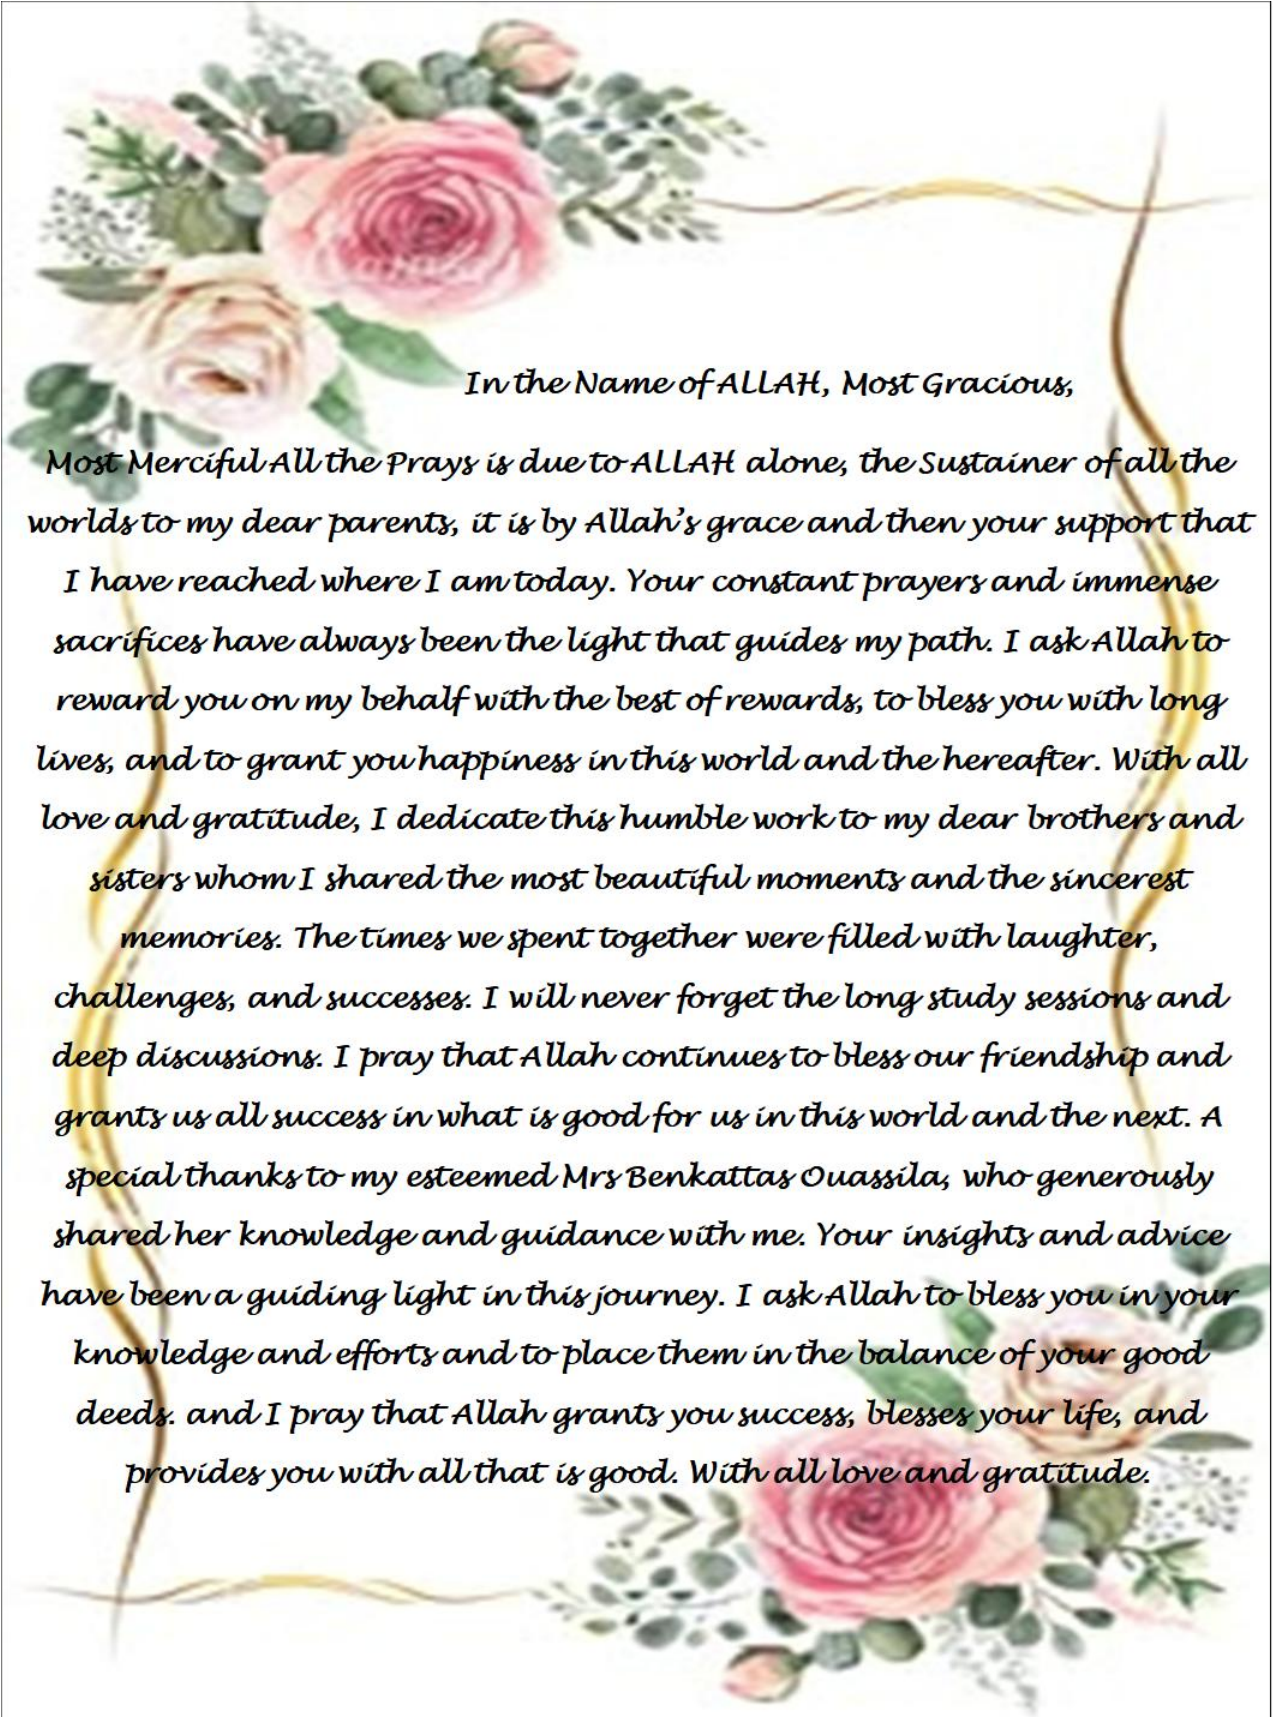 In the Name of ALLAH, Most Gracious,
Most Merciful All the Prays is due to ALLAH alone, the Sustainer of all the
worlds to my dear parents, it is by Allah's grace and then your support that
I have reached where I am today. Your constant prayers and immense
sacrifices have always been the light that guides my path. I ask Allah to
reward you on my behalf with the best of rewards, to bless you with long
lives, and to grant you happiness in this world and the hereafter. With all
love and gratitude, I dedicate this humble work to my dear brothers and
sisters whom I shared the most beautiful moments and the sincerest
memories. The times we spent together were filled with laughter,
challenges, and successes. I will never forget the long study sessions and
deep discussions. I pray that Allah continues to bless our friendship and
grants us all success in what is good for us in this world and the next. A
special thanks to my esteemed Mrs Benkattas Ouassila, who generously
shared her knowledge and guidance with me. Your insights and advice
have been a guiding light in this journey. I ask Allah to bless you in your
knowledge and efforts and to place them in the balance of your good
deeds. and I pray that Allah grants you success, blesses your life, and
provides you with all that is good. With all love and gratitude.